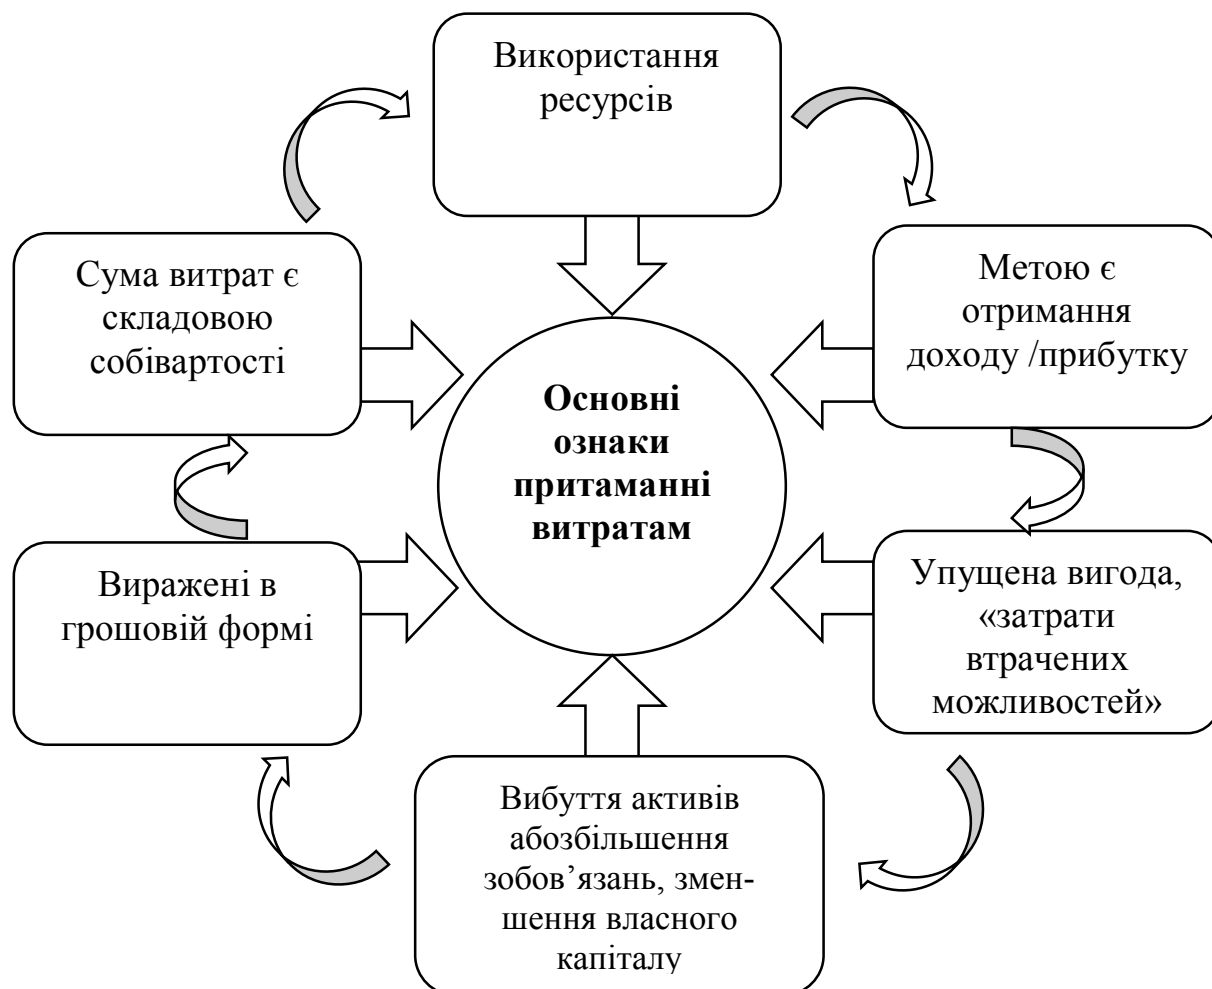 Використання
ресурсів
Метою є
отримання
доходу /прибутку
Упущена вигода,
«затрати
втрачених
можливостей»
Вибуття активів
абозбільшення
зобов’язань, змен-
шення власного
капіталу
Виражені в
грошовій формі
Сума витрат є
складовою
собівартості
Основні
ознаки
притаманні
витратам